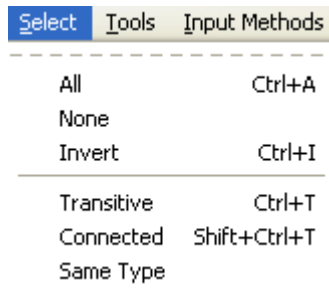 Select Tools Input Methods
All Ctrl+A
None
Invert Ctrl+I
Transitive Ctrl+T
Connected Shift+Ctrl+T
Same Type